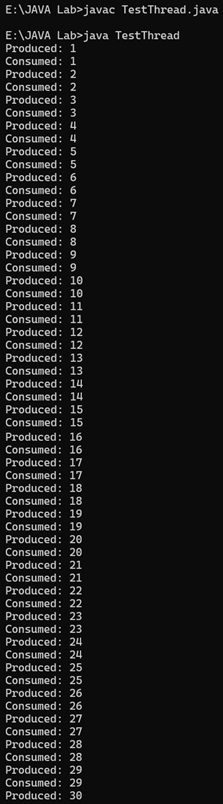 E:\JAVA Lab>javac TestThread.java
E:\JAVA Lab>java TestThread
Produced: 1
Consumed: 1
Produced: 2
Consumed: 2
Produced: 3
Consumed: 3
Produced: 4
Consumed: 4
Produced: 5
Consumed: 5
Produced: 6
Consumed: 6
Produced: 7
Consumed: 7
Produced: 8
Consumed: 8
Produced: 9
Consumed: 9
Produced: 10
Consumed: 10
Produced: 11
Consumed: 11
Produced: 12
Consumed: 12
Produced: 13
Consumed: 13
Produced: 14
Consumed: 14
Produced: 15
Consumed: 15
Produced: 16
Consumed: 16
Produced: 17
Consumed: 17
Produced: 18
Consumed: 18
Produced: 19
Consumed: 19
Produced: 20
Consumed: 20
Produced: 21
Consumed: 21
Produced: 22
Consumed: 22
Produced: 23
Consumed: 23
Produced: 24
Consumed: 24
Produced: 25
Consumed: 25
Produced: 26
Consumed: 26
Produced: 27
Consumed: 27
Produced: 28
Consumed: 28
Produced: 29
Consumed: 29
Produced: 30